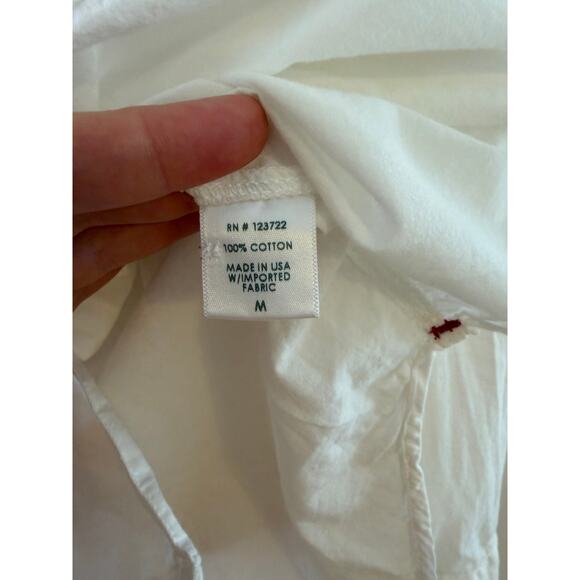 RN # 123722
100% COTTON
MADE IN USA
W/IMPORTED
FABRIC
M